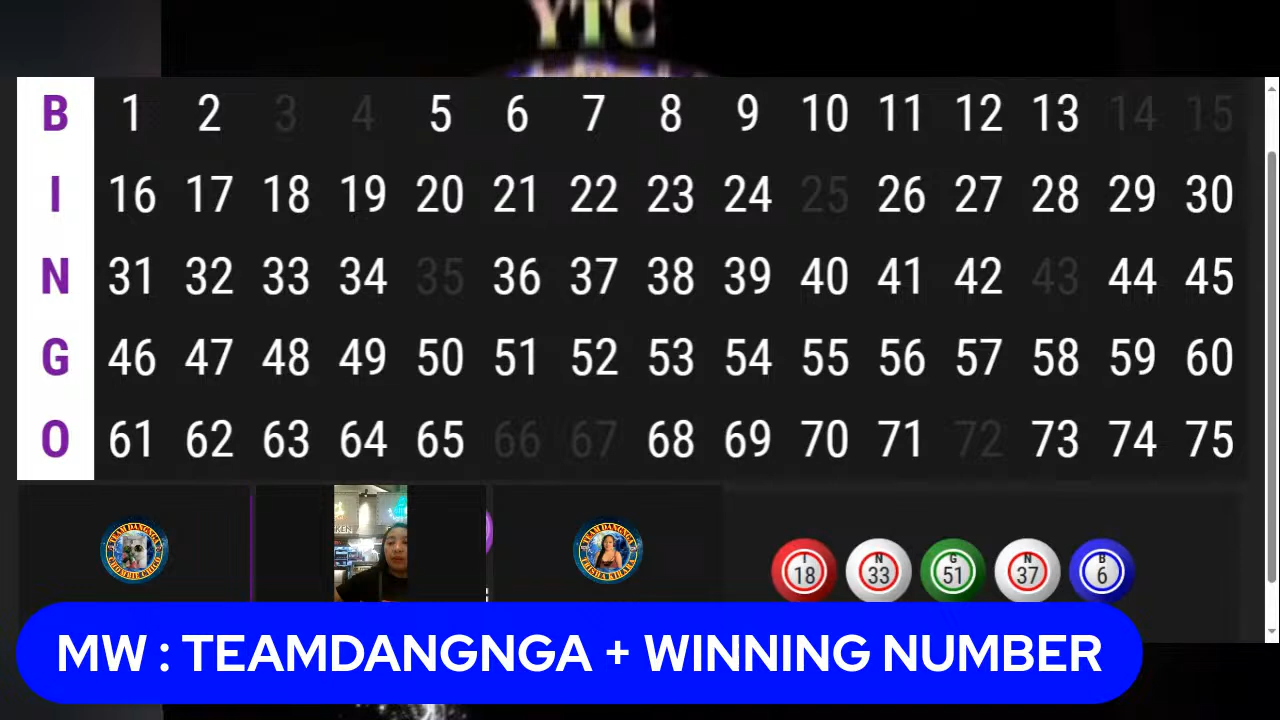 YTC
B 1 2 3 4 5 6 7 8 9 10 11 12 13 14 15
I 16 17 18 19 20 21 22 23 24 25 26 27 28 29 30
N 31 32 33 34 35 36 37 38 39 40 41 42 43 44 45
G 46 47 48 49 50 51 52 53 54 55 56 57 58 59 60
O 61 62 63 64 65 66 67 68 69 70 71 72 73 74 75
TEAM DANGNGA
TEAM DANGNGA
I 18
N 33
G 51
N 37
B 6
MW : TEAMDANGNGA + WINNING NUMBER